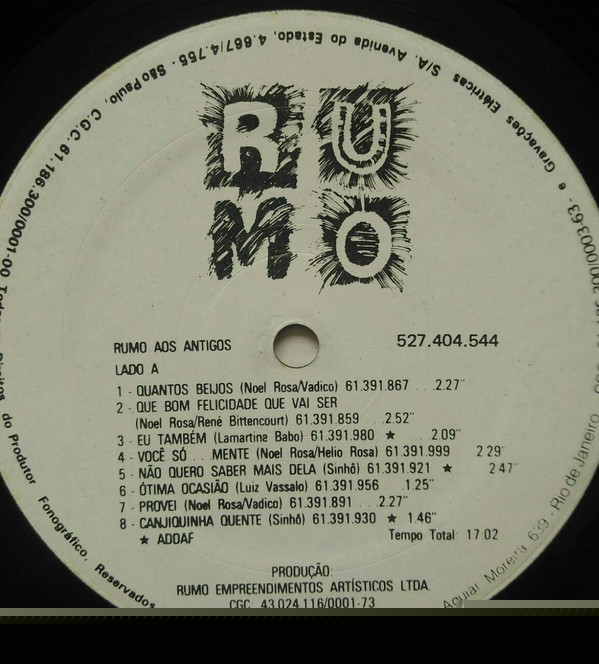 RUMO
RUMO AOS ANTIGOS
527.404.544
LADO A
1 - QUANTOS BEIJOS (Noel Rosa/Vadico) 61.391.867 . . .2.27"
2 - QUE BOM FELICIDADE QUE VAI SER
(Noel Rosa/René Bittencourt) 61.391.859 . . .2.52"
3 - EU TAMBÉM (Lamartine Babo) 61.391.980 ★ . 2.09"
4 - VOCÊ SÓ . . .MENTE (Noel Rosa/Helio Rosa) 61.391.999 2 29"
5 - NÃO QUERO SABER MAIS DELA (Sinhô) 61.391.921 ★ 2 47"
6 - ÓTIMA OCASIÃO (Luiz Vassalo) 61.391.956 . .1.25"
7 - PROVEI (Noel Rosa/Vadico) 61.391.891 . . .2.27"
8 - CANJIQUINHA QUENTE (Sinhô) 61.391.930 ★ 1.46"
★ ADDAF Tempo Total: 17:02
PRODUÇÃO:
RUMO EMPREENDIMENTOS ARTÍSTICOS LTDA.
CGC: 43.024.116/0001-73
e Gravações Elétricas S/A. Avenida do Estado, 4.667/4.755 - São Paulo. C.G.C. 61.186.300/0001-00
do Produtor Fonográfico. Reservados
Aguiar Moreira, 639 - Rio de Janeiro
300/0003-63 -